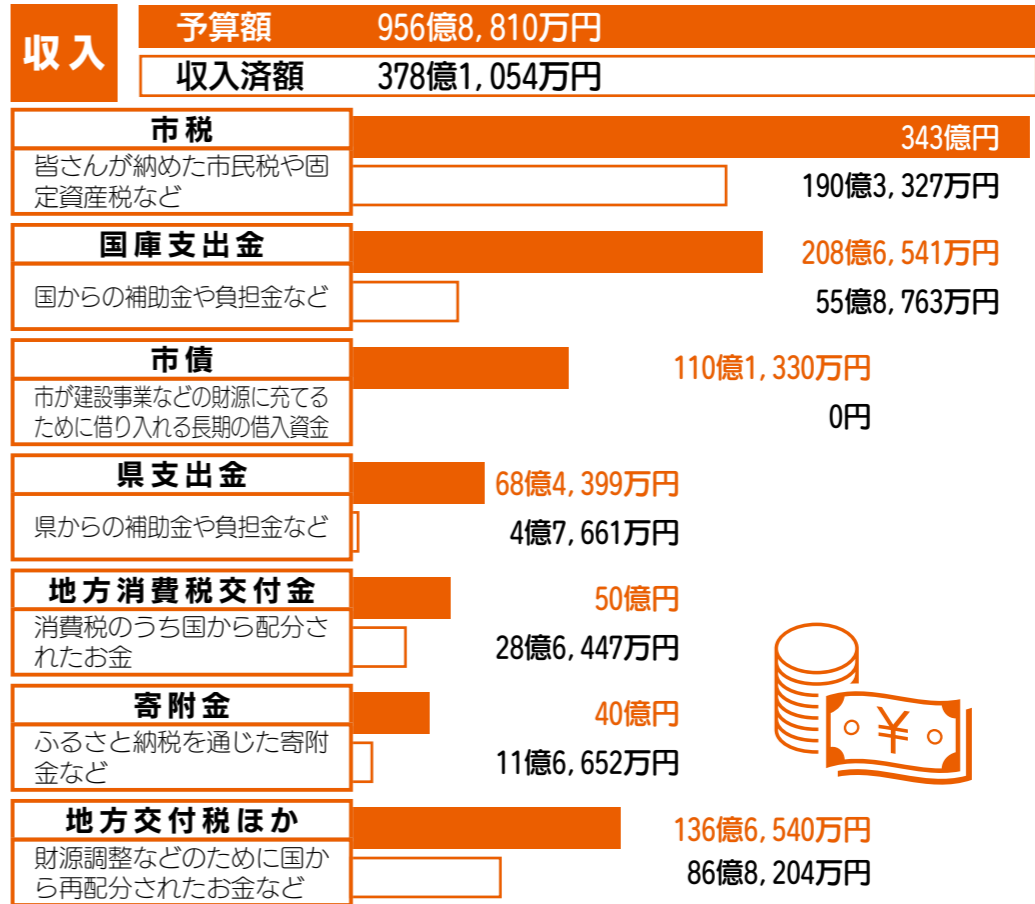 収入
予算額 956億8,810万円
収入済額 378億1,054万円
市税
343億円
皆さんが納めた市民税や固
定資産税など
190億3,327万円
国庫支出金
208億6,541万円
国からの補助金や負担金など
55億8,763万円
市債
110億1,330万円
市が建設事業などの財源に充てる
ために借り入れる長期の借入資金
0円
県支出金
68億4,399万円
県からの補助金や負担金など
4億7,661万円
地方消費税交付金
50億円
消費税のうち国から配分さ
れたお金
28億6,447万円
寄附金
40億円
ふるさと納税を通じた寄附
金など
11億6,652万円
¥
地方交付税ほか
136億6,540万円
財源調整などのために国か
ら再配分されたお金など
86億8,204万円